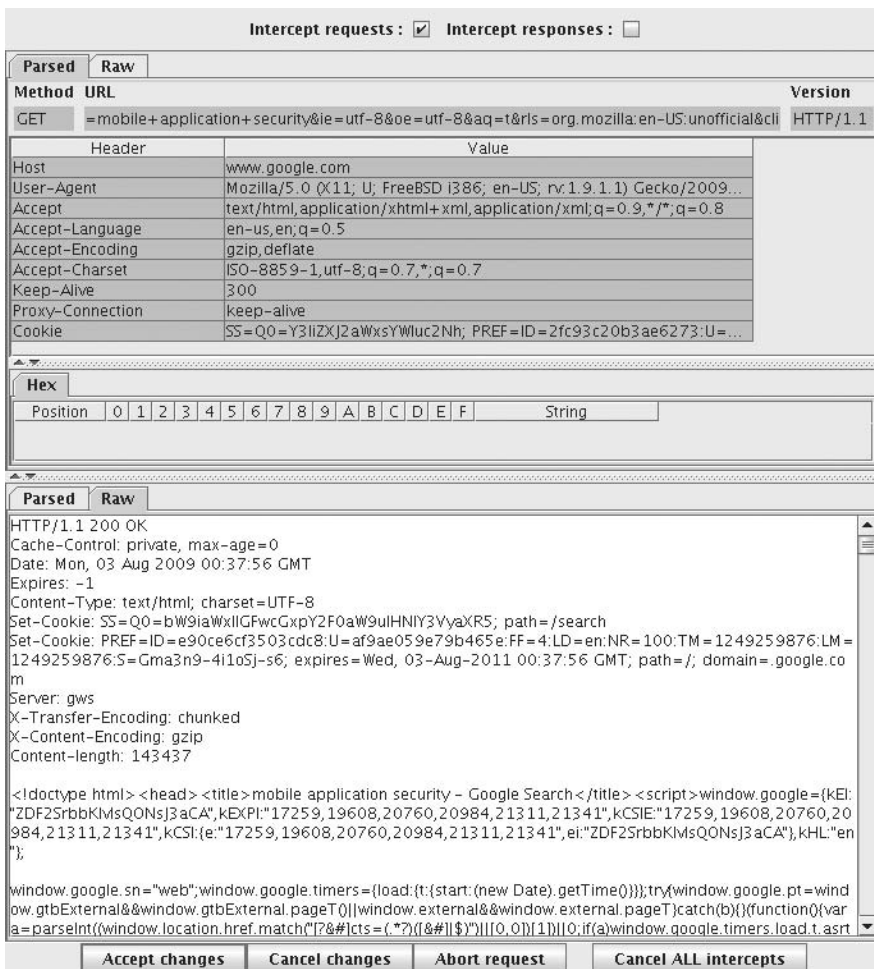 Intercept requests : Intercept responses :
Parsed Raw
Method URL Version
GET =mobile+application+security&ie=utf-8&oe=utf-8&aq=t&rls=org.mozilla:en-US:unofficial&cli HTTP/1.1
Header Value
Host www.google.com
User-Agent Mozilla/5.0 (X11; U; FreeBSD i386; en-US; rv:1.9.1.1) Gecko/2009...
Accept text/html,application/xhtml+xml,application/xml;q=0.9,*/*;q=0.8
Accept-Language en-us,en;q=0.5
Accept-Encoding gzip,deflate
Accept-Charset ISO-8859-1,utf-8;q=0.7,*;q=0.7
Keep-Alive 300
Proxy-Connection keep-alive
Cookie SS=Q0=Y3liZXJ2aWxsYWluc2Nh; PREF=ID=2fc93c20b3ae6273:U=...
Hex
Position 0 1 2 3 4 5 6 7 8 9 A B C D E F String
Parsed Raw
HTTP/1.1 200 OK
Cache-Control: private, max-age=0
Date: Mon, 03 Aug 2009 00:37:56 GMT
Expires: -1
Content-Type: text/html; charset=UTF-8
Set-Cookie: SS=Q0=bW9iaWxlIGFwcGxpY2F0aW9uIHNlY3VyaXR5; path=/search
Set-Cookie: PREF=ID=e90ce6cf3503cdc8:U=af9ae059e79b465e:FF=4:LD=en:NR=100:TM=1249259876:LM=
1249259876:S=Gma3n9-4i1oSj-s6; expires=Wed, 03-Aug-2011 00:37:56 GMT; path=/; domain=.google.co
m
Server: gws
X-Transfer-Encoding: chunked
X-Content-Encoding: gzip
Content-length: 143437
<!doctype html><head><title>mobile application security - Google Search</title><script>window.google={kEI:
"ZDF2SrbbKMsQONsJ3aCA",kEXPI:"17259,19608,20760,20984,21311,21341",kCSIE:"17259,19608,20760,20
984,21311,21341",kCSI:{e:"17259,19608,20760,20984,21311,21341",ei:"ZDF2SrbbKMsQONsJ3aCA"},kHL:"en
"};
window.google.sn="web";window.google.timers={load:{t:{start:(new Date).getTime()}}};try{window.google.pt=wind
ow.gtbExternal&&window.gtbExternal.pageT()||window.external&&window.external.pageT}catch(b){}(function(){var
a=parseInt((window.location.href.match("[?&#]cts=(.*?)([&#]|$)")||[0,0])[1])||0;if(a)window.google.timers.load.t.asrt
Accept changes Cancel changes Abort request Cancel ALL intercepts